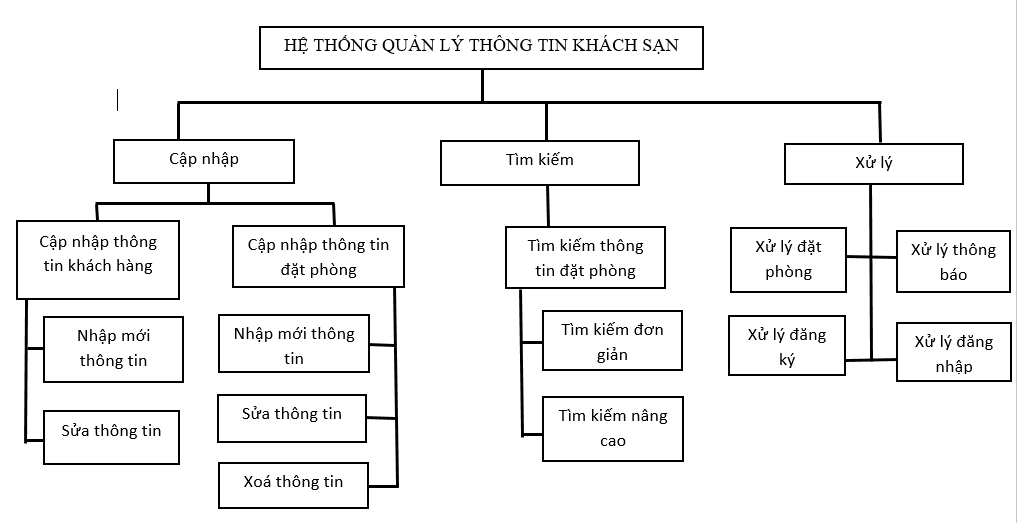 HỆ THỐNG QUẢN LÝ THÔNG TIN KHÁCH SẠN
Cập nhập
Tìm kiếm
Xử lý
Cập nhập thông
tin khách hàng
Cập nhập thông tin
đặt phòng
Tìm kiếm thông
tin đặt phòng
Xử lý đặt
phòng
Xử lý thông
báo
Nhập mới
thông tin
Nhập mới thông
tin
Tìm kiếm đơn
giản
Xử lý đăng
ký
Xử lý đăng
nhập
Sửa thông tin
Sửa thông tin
Tìm kiếm nâng
cao
Xoá thông tin